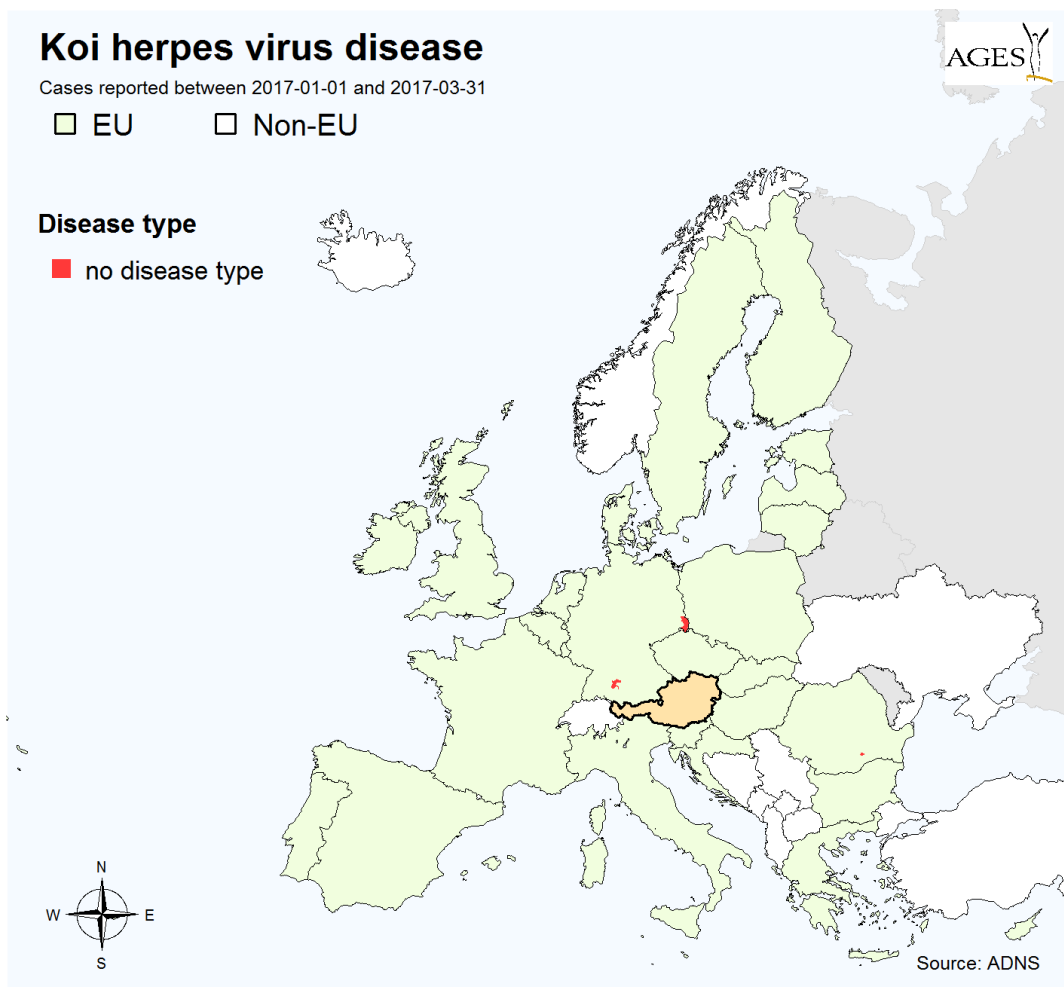 Koi herpes virus disease
Cases reported between 2017-01-01 and 2017-03-31
EU
Non-EU
AGES
Disease type
no disease type
N
W
E
S
Source: ADNS